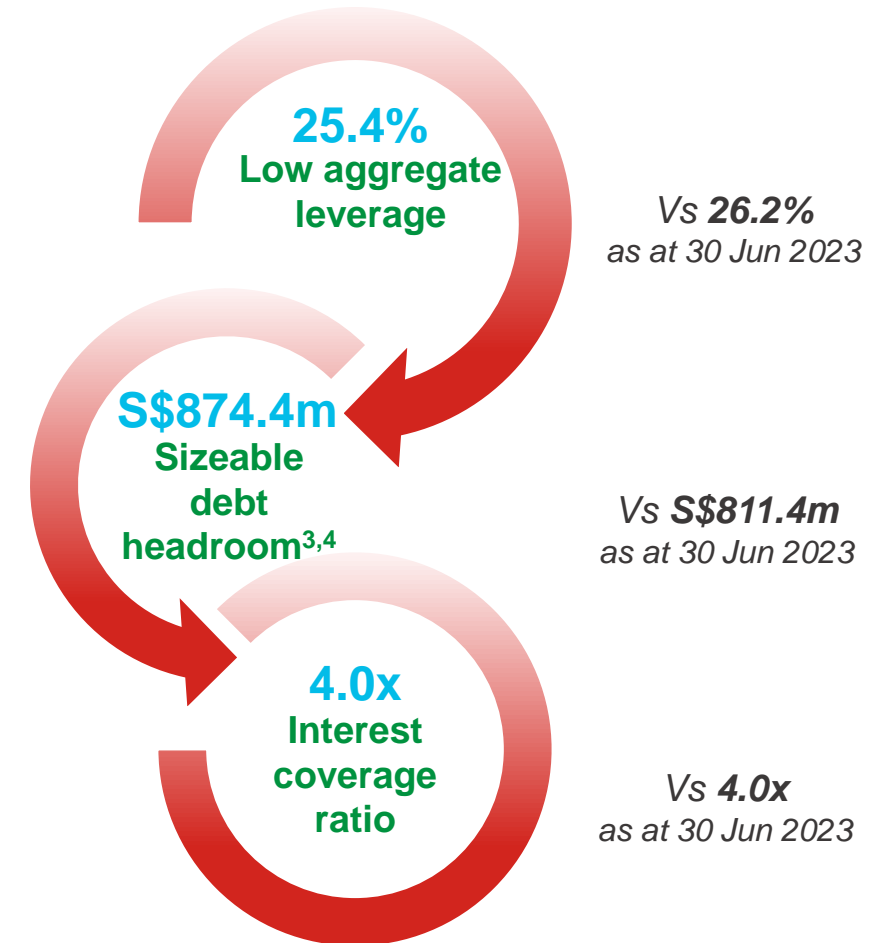 25.4%
Low aggregate
leverage
Vs 26.2%
as at 30 Jun 2023
S$874.4m
Sizeable
debt
headroom3,4
Vs S$811.4m
as at 30 Jun 2023
4.0x
Interest
coverage
ratio
Vs 4.0x
as at 30 Jun 2023